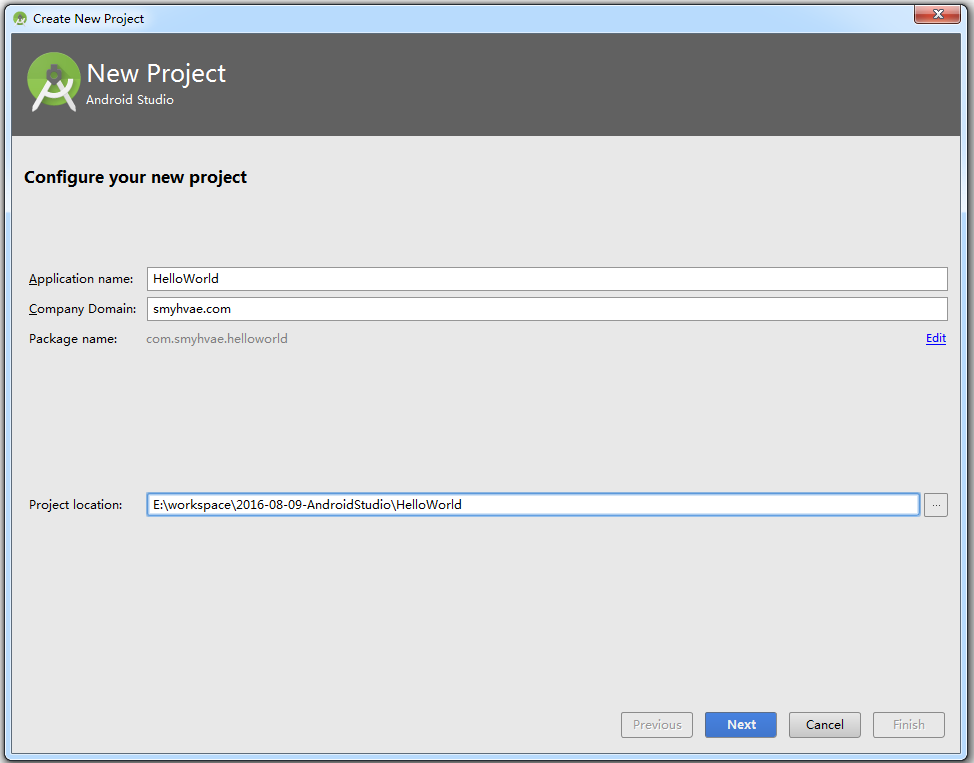 Create New Project
New Project
Android Studio
Configure your new project
Application name: HelloWorld
Company Domain: smyhvae.com
Package name: com.smyhvae.helloworld Edit
Project location: E:\workspace\2016-08-09-AndroidStudio\HelloWorld ...
Previous Next Cancel Finish